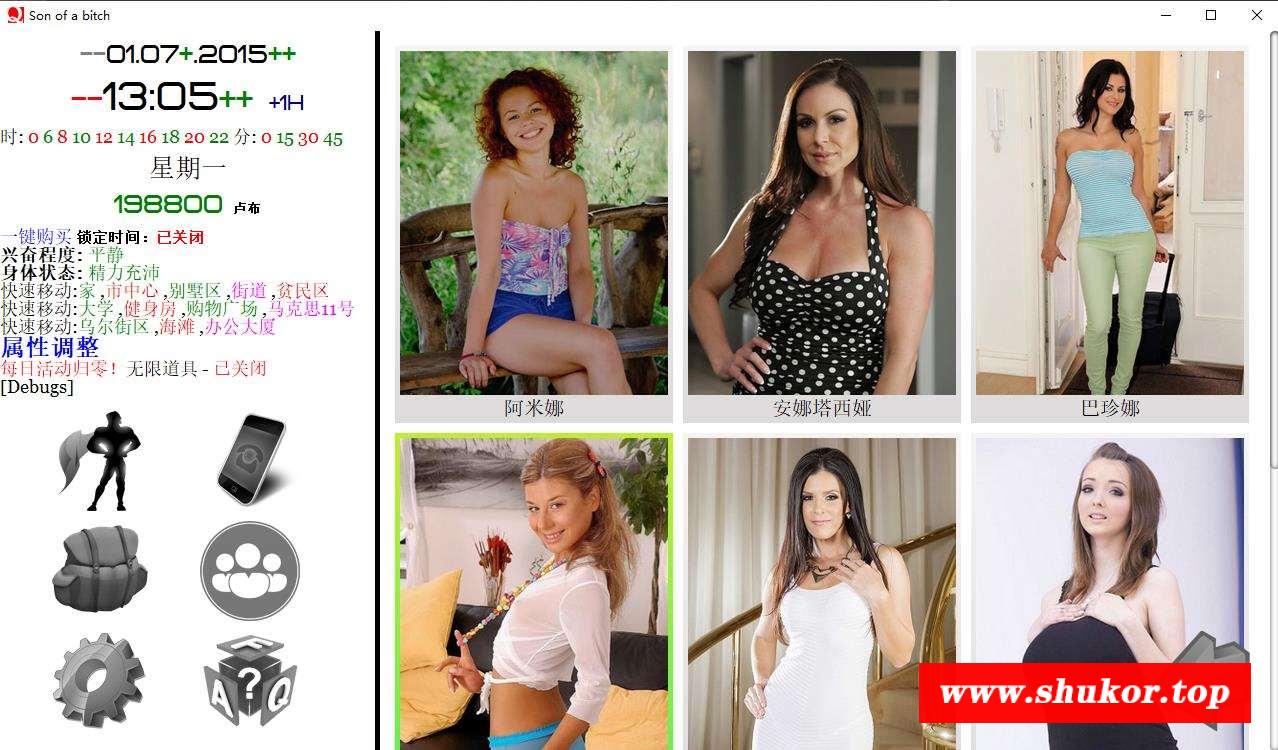 Son of a bitch
--01.07+.2015++
--13:05++ +1H
时: 0 6 8 10 12 14 16 18 20 22 分: 0 15 30 45
星期一
198800 卢布
一键购买 锁定时间：已关闭
兴奋程度: 平静
身体状态: 精力充沛
快速移动:家 ,市中心 ,别墅区 ,街道 ,贫民区
快速移动:大学 ,健身房 ,购物广场 ,马克思11号
快速移动:乌尔街区 ,海滩 ,办公大厦
属性调整
每日活动归零！ 无限道具 - 已关闭
[Debugs]
F
A ? Q
阿米娜
安娜塔西娅
巴珍娜
www.shukor.top